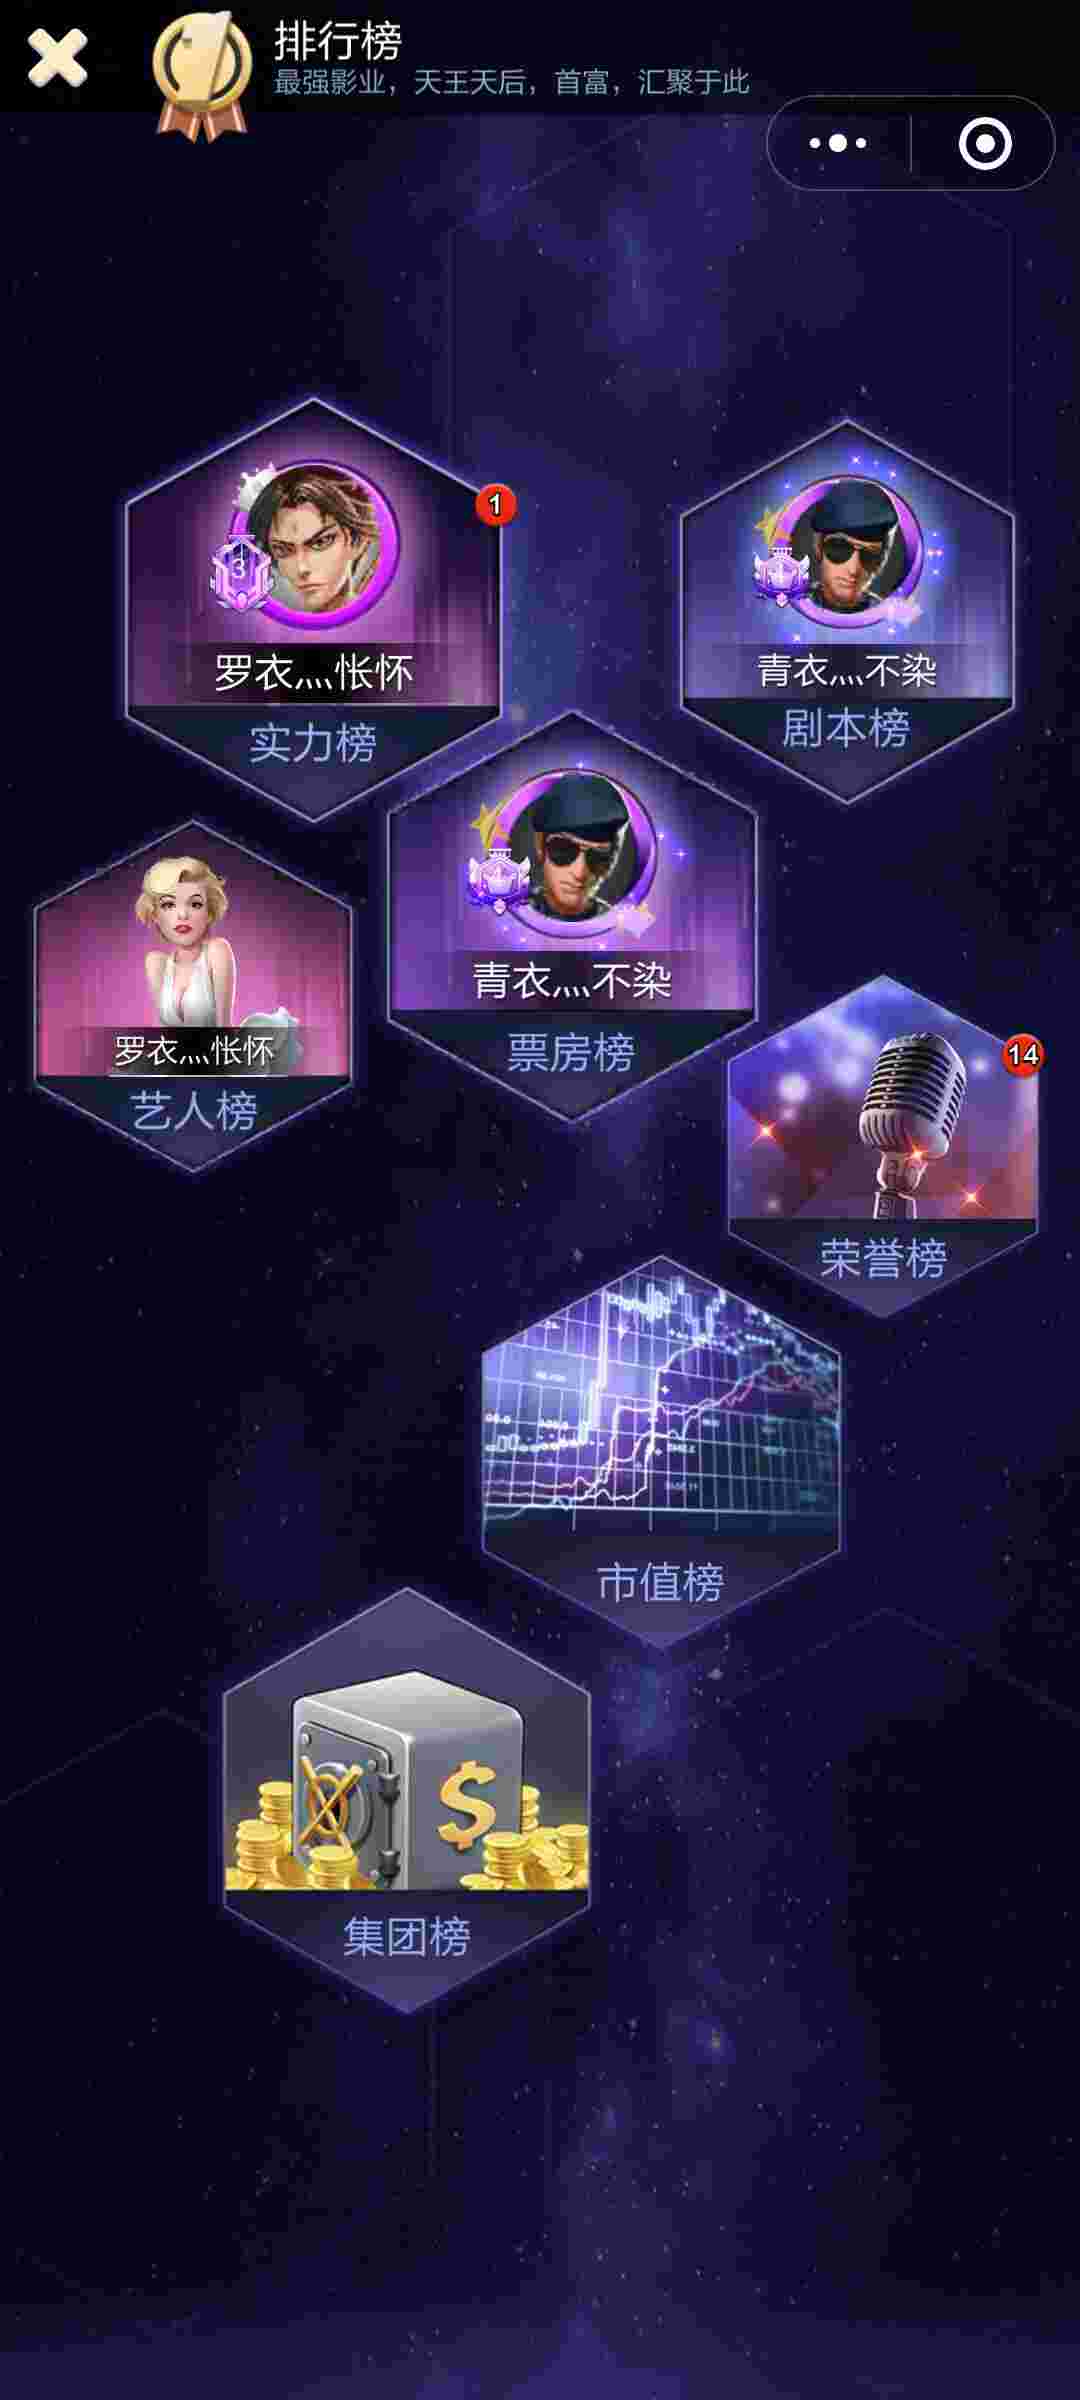 排行榜
最强影业，天王天后，首富，汇聚于此
1
3
罗衣灬怅怀
实力榜
青衣灬不染
剧本榜
青衣灬不染
票房榜
罗衣灬怅怀
艺人榜
14
荣誉榜
市值榜
$
集团榜